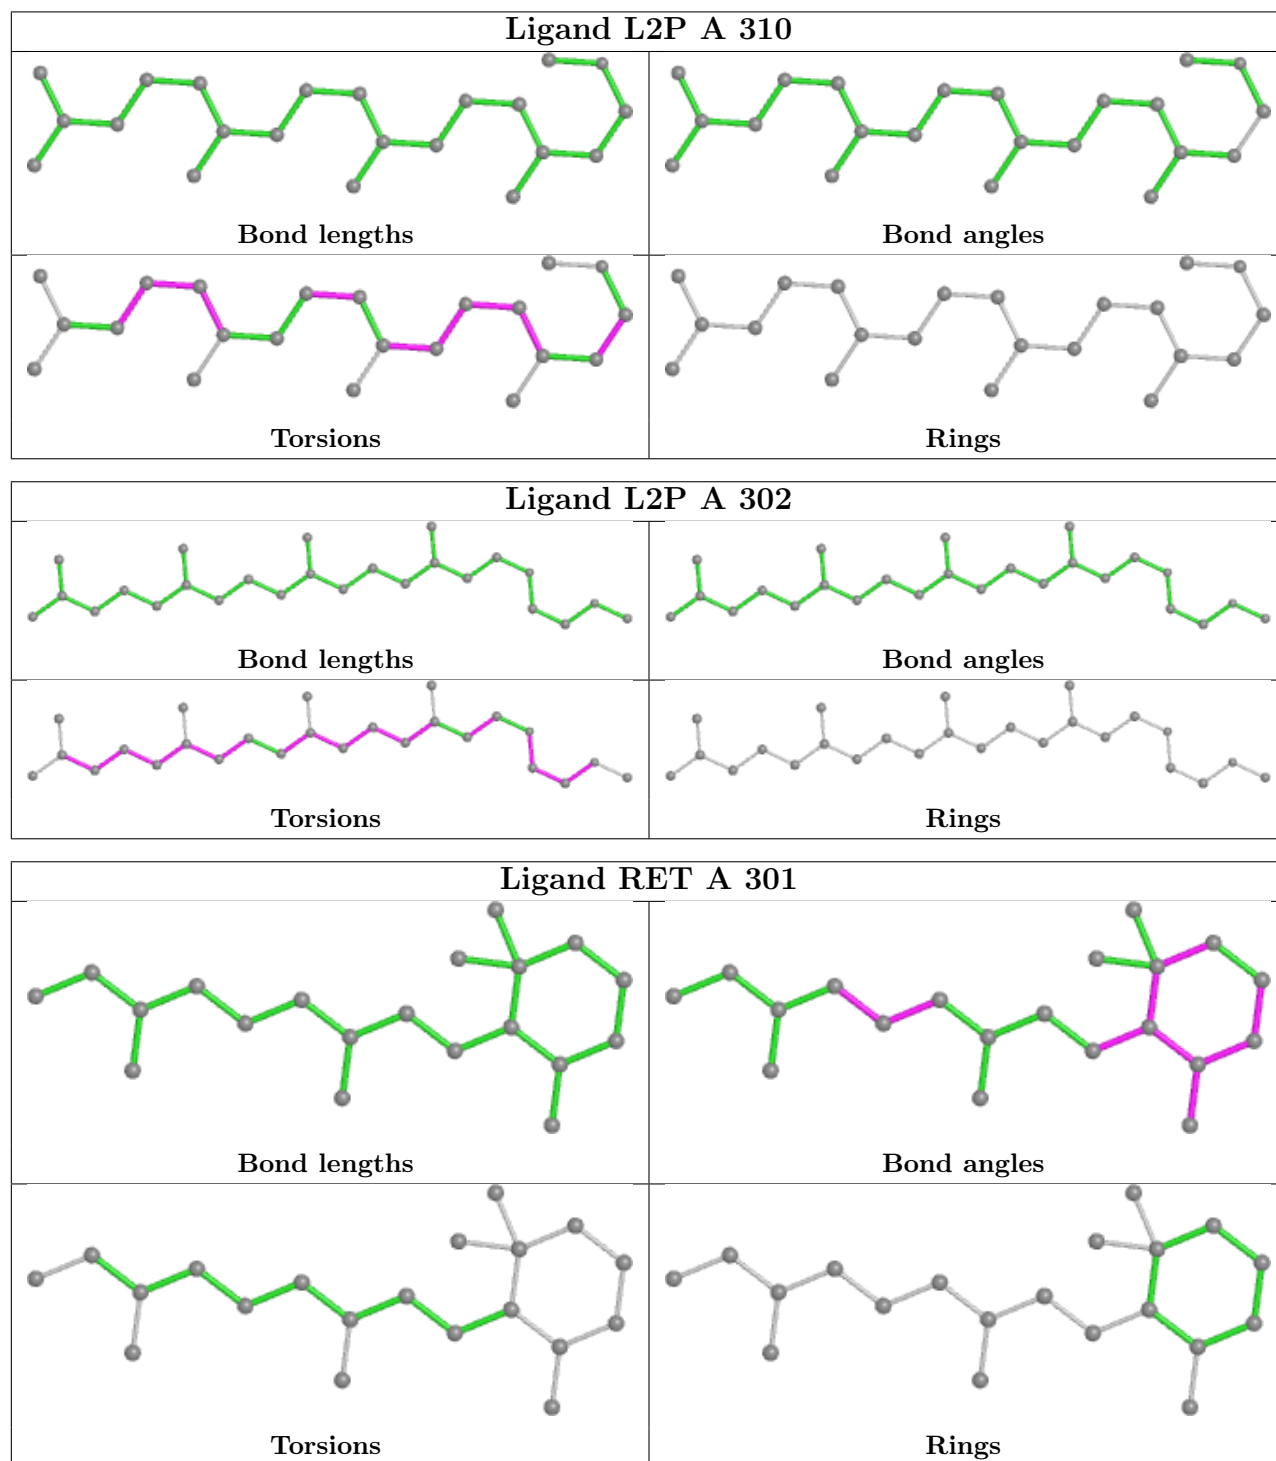 Ligand L2P A 310
Bond lengths
Bond angles
Torsions
Rings
Ligand L2P A 302
Bond lengths
Bond angles
Torsions
Rings
Ligand RET A 301
Bond lengths
Bond angles
Torsions
Rings